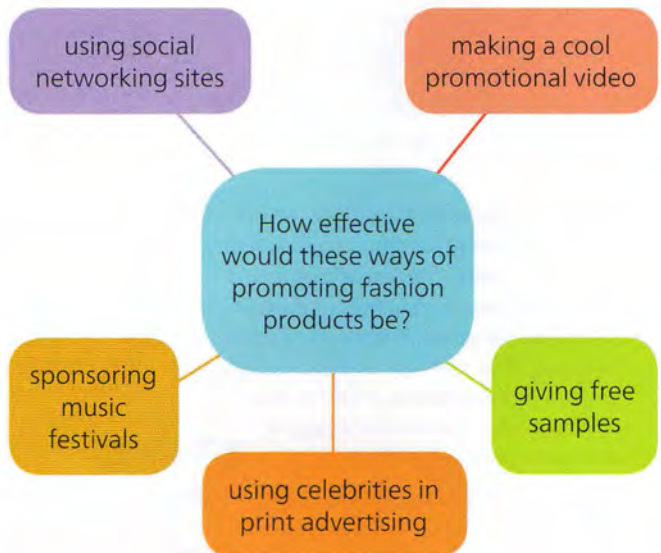 using social
networking sites
making a cool
promotional video
How effective
would these ways of
promoting fashion
products be?
sponsoring
music
festivals
giving free
samples
using celebrities in
print advertising